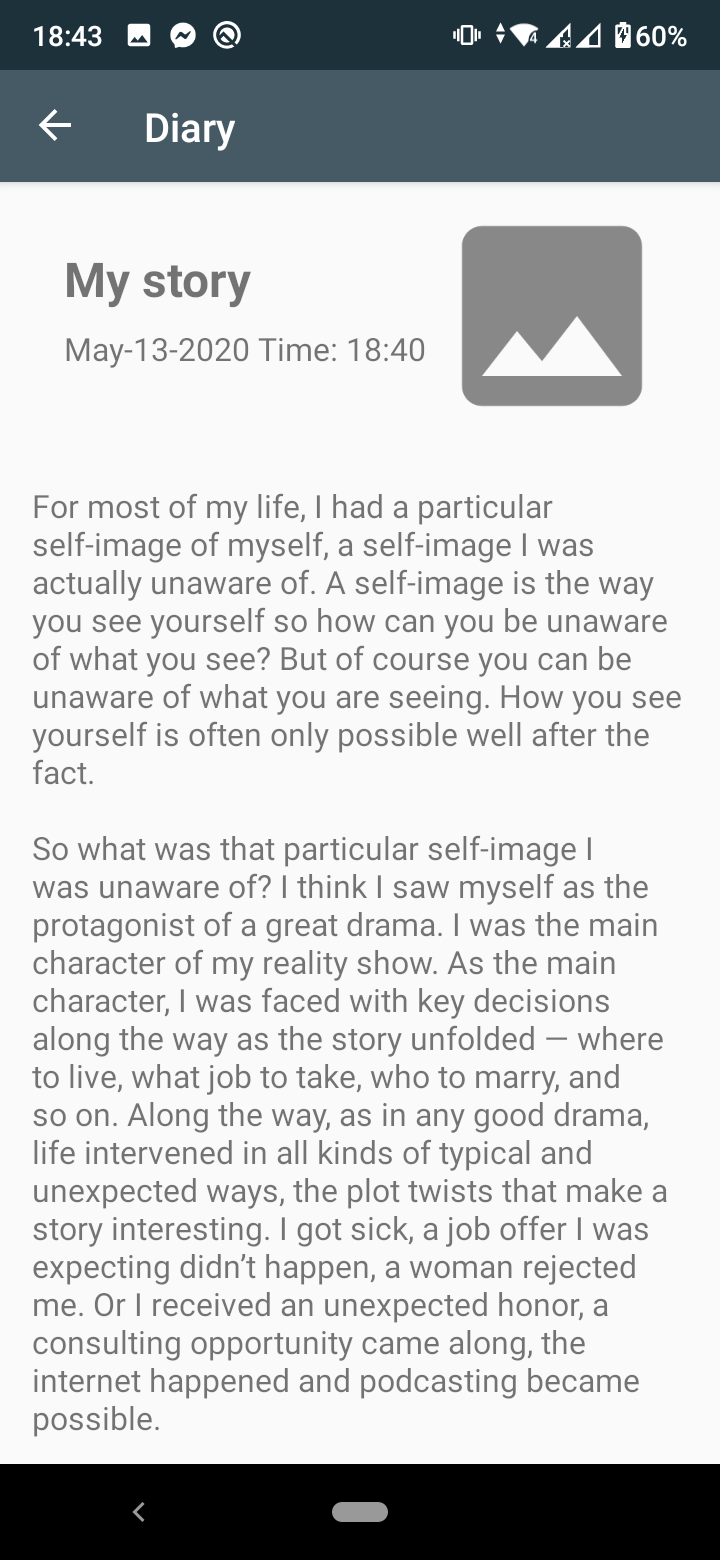 18:43
4
60%
Diary
My story
May-13-2020 Time: 18:40
For most of my life, I had a particular
self-image of myself, a self-image I was
actually unaware of. A self-image is the way
you see yourself so how can you be unaware
of what you see? But of course you can be
unaware of what you are seeing. How you see
yourself is often only possible well after the
fact.
So what was that particular self-image I
was unaware of? I think I saw myself as the
protagonist of a great drama. I was the main
character of my reality show. As the main
character, I was faced with key decisions
along the way as the story unfolded — where
to live, what job to take, who to marry, and
so on. Along the way, as in any good drama,
life intervened in all kinds of typical and
unexpected ways, the plot twists that make a
story interesting. I got sick, a job offer I was
expecting didn’t happen, a woman rejected
me. Or I received an unexpected honor, a
consulting opportunity came along, the
internet happened and podcasting became
possible.